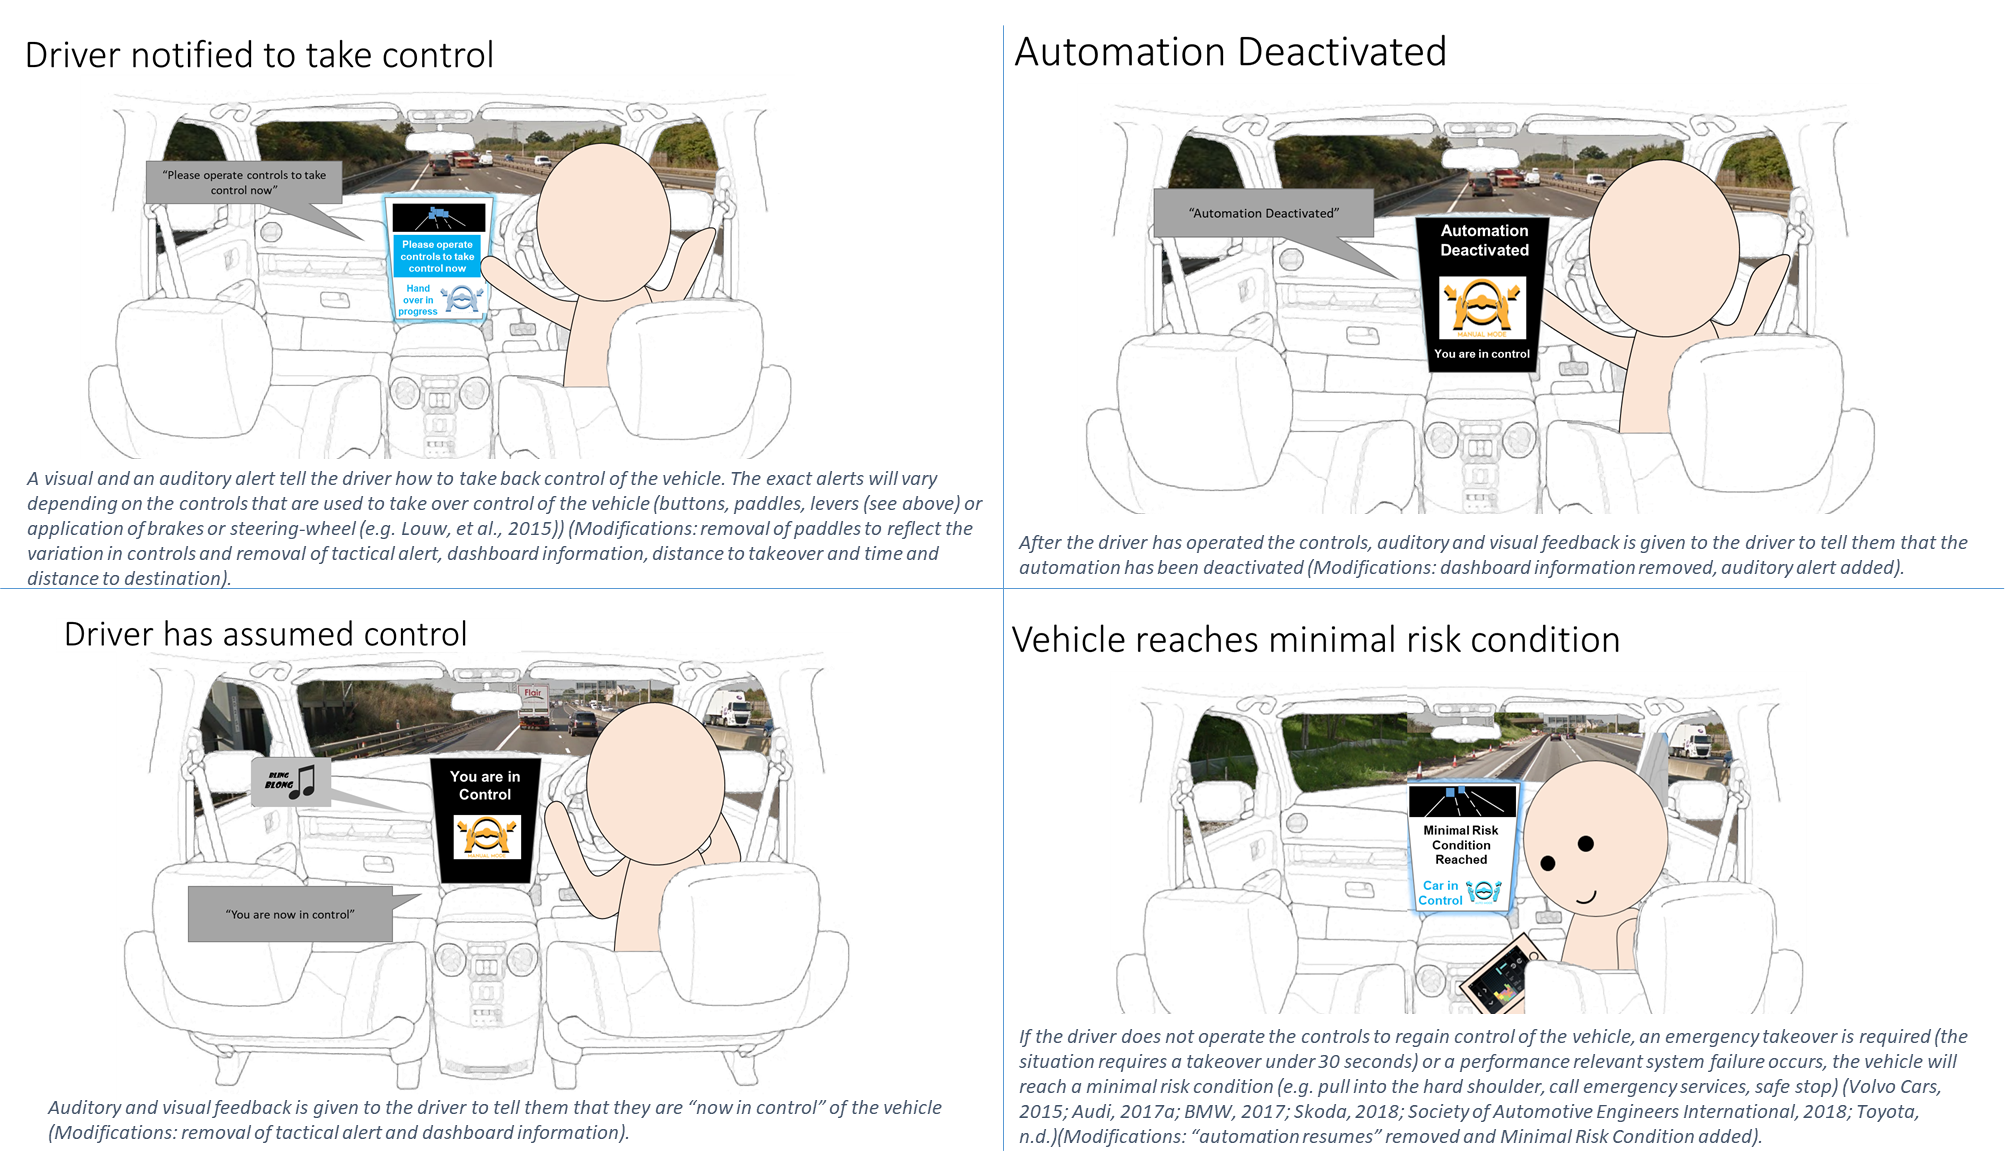 Driver notified to take control
“Please operate controls to take
control now”
Please operate
controls to take
control now
Hand
over in
progress
A visual and an auditory alert tell the driver how to take back control of the vehicle. The exact alerts will vary
depending on the controls that are used to take over control of the vehicle (buttons, paddles, levers (see above) or
application of brakes or steering-wheel (e.g. Louw, et al., 2015)) (Modifications: removal of paddles to reflect the
variation in controls and removal of tactical alert, dashboard information, distance to takeover and time and
distance to destination).
Automation Deactivated
“Automation Deactivated”
Automation
Deactivated
MANUAL MODE
You are in control
After the driver has operated the controls, auditory and visual feedback is given to the driver to tell them that the
automation has been deactivated (Modifications: dashboard information removed, auditory alert added).
Driver has assumed control
Flair
BLING
BLONG
You are in
Control
MANUAL MODE
“You are now in control”
Auditory and visual feedback is given to the driver to tell them that they are “now in control” of the vehicle
(Modifications: removal of tactical alert and dashboard information).
Vehicle reaches minimal risk condition
Minimal Risk
Condition
Reached
Car in
Control
If the driver does not operate the controls to regain control of the vehicle, an emergency takeover is required (the
situation requires a takeover under 30 seconds) or a performance relevant system failure occurs, the vehicle will
reach a minimal risk condition (e.g. pull into the hard shoulder, call emergency services, safe stop) (Volvo Cars,
2015; Audi, 2017a; BMW, 2017; Skoda, 2018; Society of Automotive Engineers International, 2018; Toyota,
n.d.)(Modifications: “automation resumes” removed and Minimal Risk Condition added).